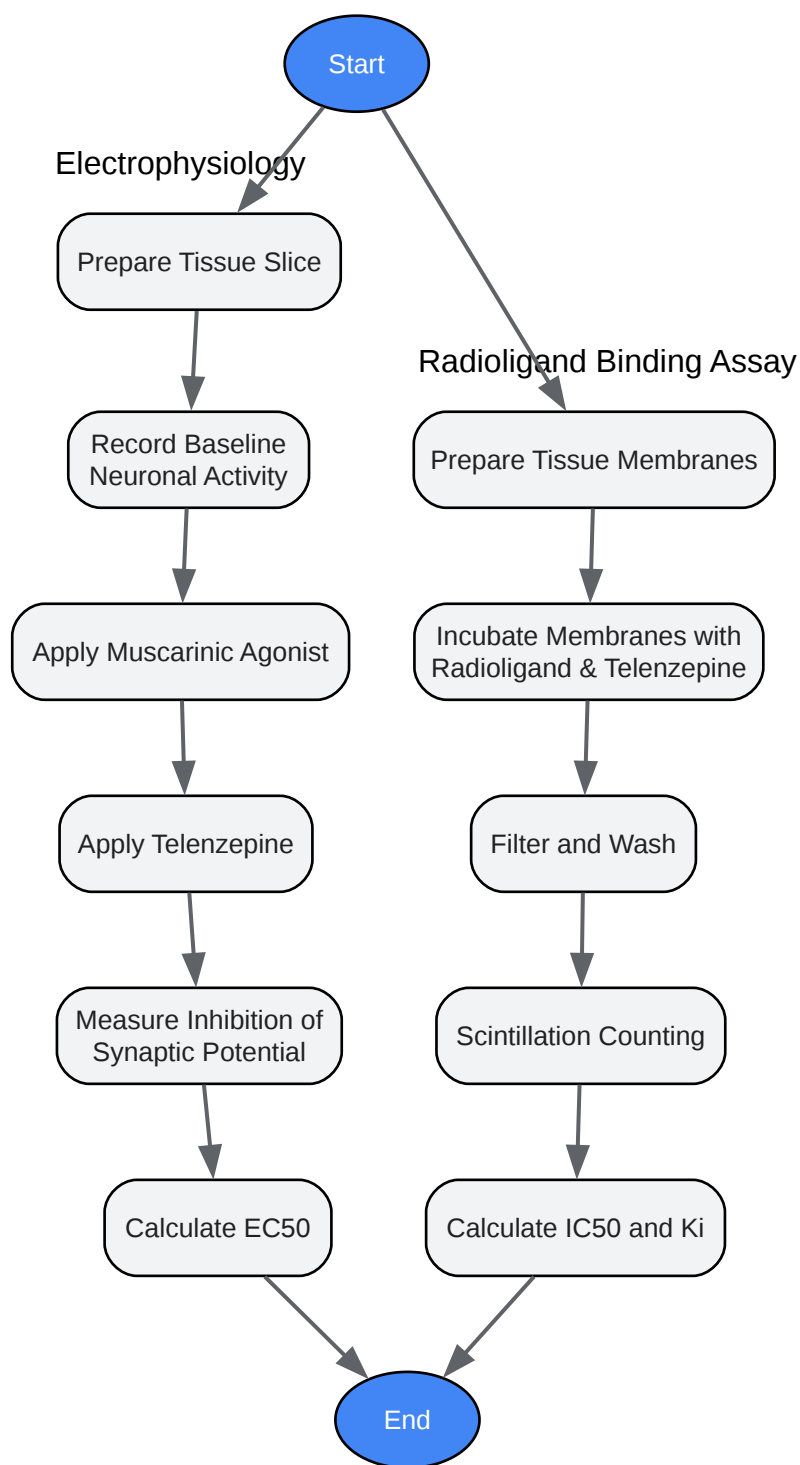 Start
Electrophysiology
Prepare Tissue Slice
Record Baseline
Neuronal Activity
Apply Muscarinic Agonist
Apply Telenzepine
Measure Inhibition of
Synaptic Potential
Calculate EC50
Radioligand Binding Assay
Prepare Tissue Membranes
Incubate Membranes with
Radioligand & Telenzepine
Filter and Wash
Scintillation Counting
Calculate IC50 and Ki
End